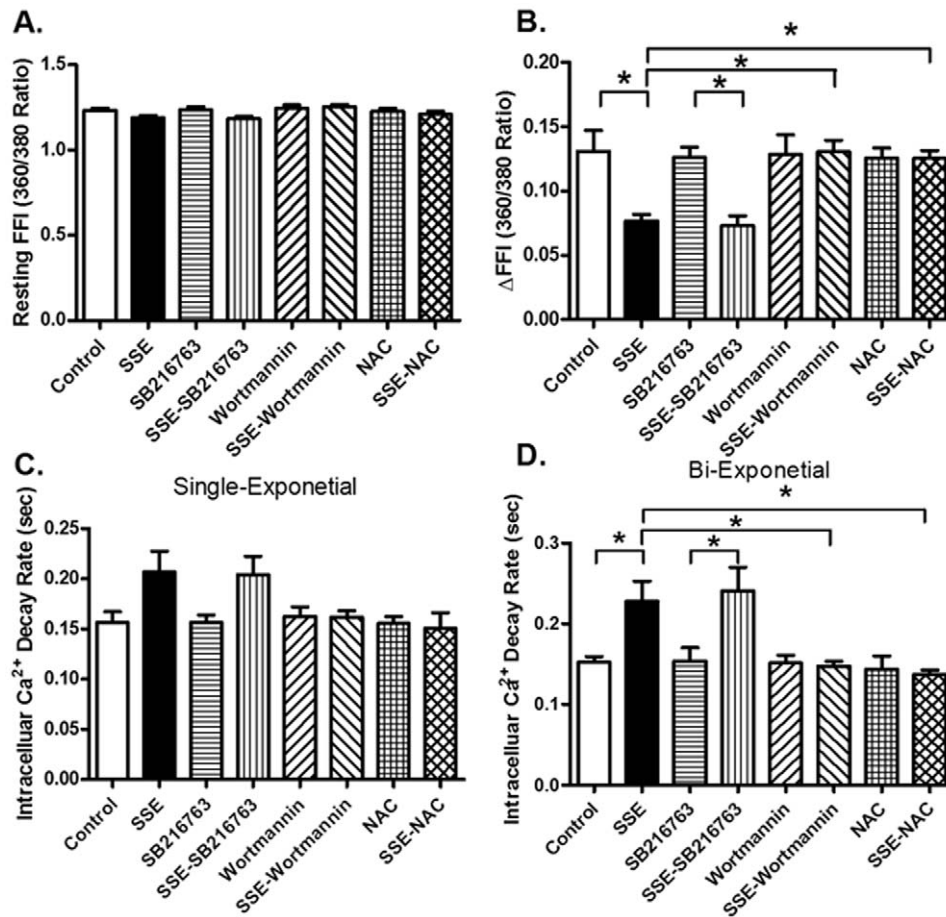 A.
Resting FFI (360/380 Ratio)
1.5
1.0
0.5
0.0
Control
SSE
SB216763
SSE-SB216763
Wortmannin
SSE-Wortmannin
NAC
SSE-NAC
B.
ΔFFI (360/380 Ratio)
0.20
0.15
0.10
0.05
0.00
*
*
*
*
Control
SSE
SB216763
SSE-SB216763
Wortmannin
SSE-Wortmannin
NAC
SSE-NAC
C.
Single-Exponetial
Intracelluar Ca²⁺ Decay Rate (sec)
0.25
0.20
0.15
0.10
0.05
0.00
Control
SSE
SB216763
SSE-SB216763
Wortmannin
SSE-Wortmannin
NAC
SSE-NAC
D.
Bi-Exponetial
Intracelluar Ca²⁺ Decay Rate (sec)
0.3
0.2
0.1
0.0
*
*
*
*
Control
SSE
SB216763
SSE-SB216763
Wortmannin
SSE-Wortmannin
NAC
SSE-NAC